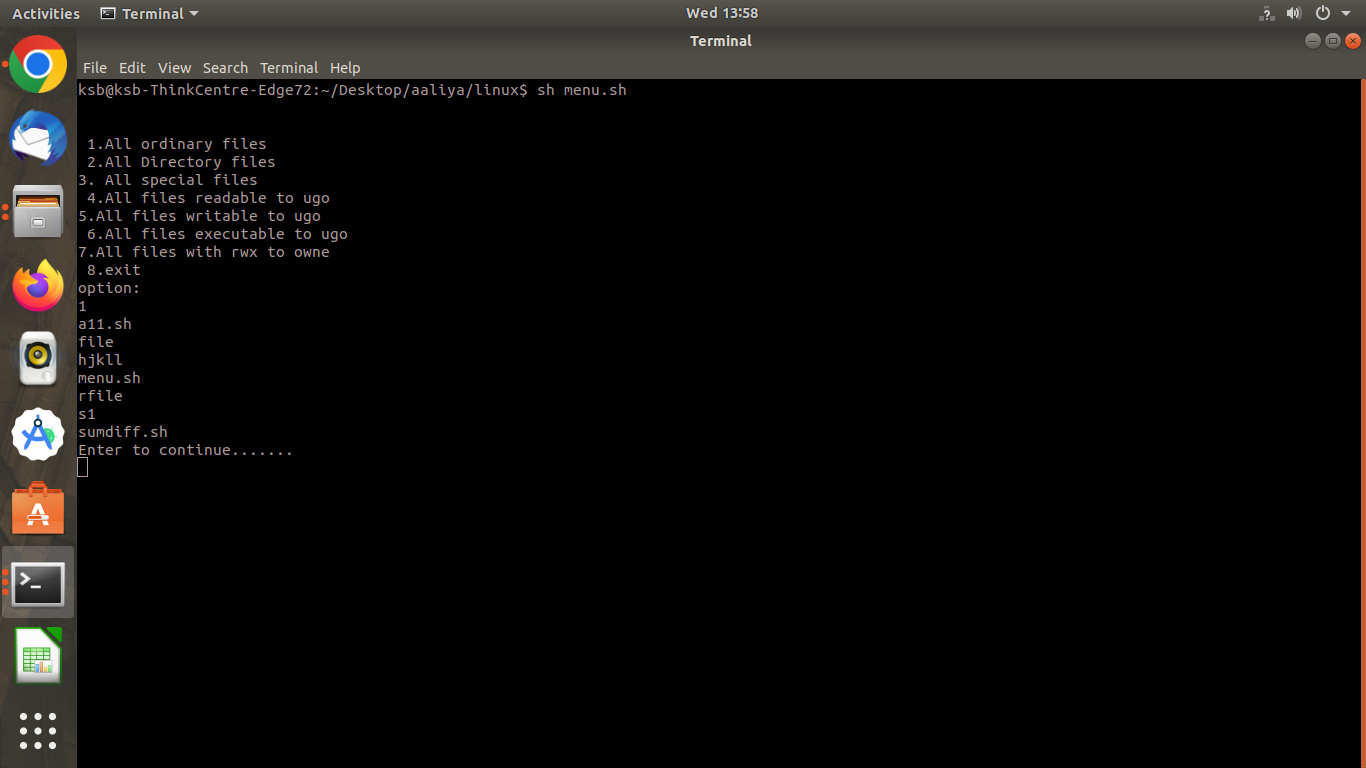 Activities Terminal Wed 13:58
Terminal
File Edit View Search Terminal Help
ksb@ksb-ThinkCentre-Edge72:~/Desktop/aaliya/linux$ sh menu.sh
1.All ordinary files
2.All Directory files
3. All special files
4.All files readable to ugo
5.All files writable to ugo
6.All files executable to ugo
7.All files with rwx to owne
8.exit
option:
1
a11.sh
file
hjkll
menu.sh
rfile
s1
sumdiff.sh
Enter to continue.......